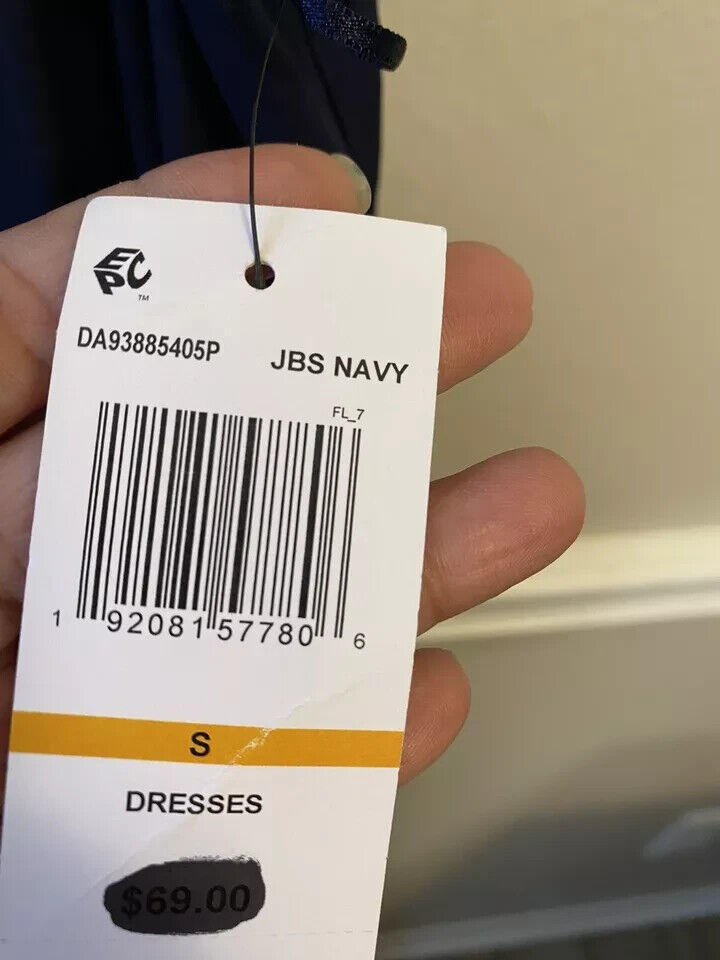 EPC
TM
DA93885405P
JBS NAVY
FL_7
1 92081 57780 6
S
DRESSES
$69.00